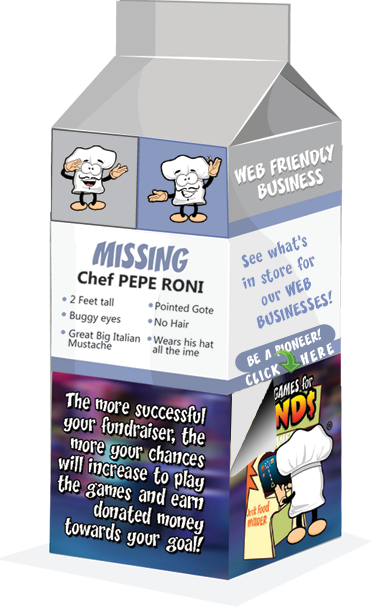 MISSING
Chef PEPE RONI
• 2 Feet tall
• Buggy eyes
• Great Big Italian
Mustache
• Pointed Gote
• No Hair
• Wears his hat
all the ime
The more successful
your fundraiser, the
more your chances
will increase to play
the games and earn
donated money
towards your goal!
WEB FRIENDLY
BUSINESS
See what's
in store for
our WEB
BUSINESSES!
BE A PIONEER!
CLICK HERE
GAMES for
NDS
®
Food